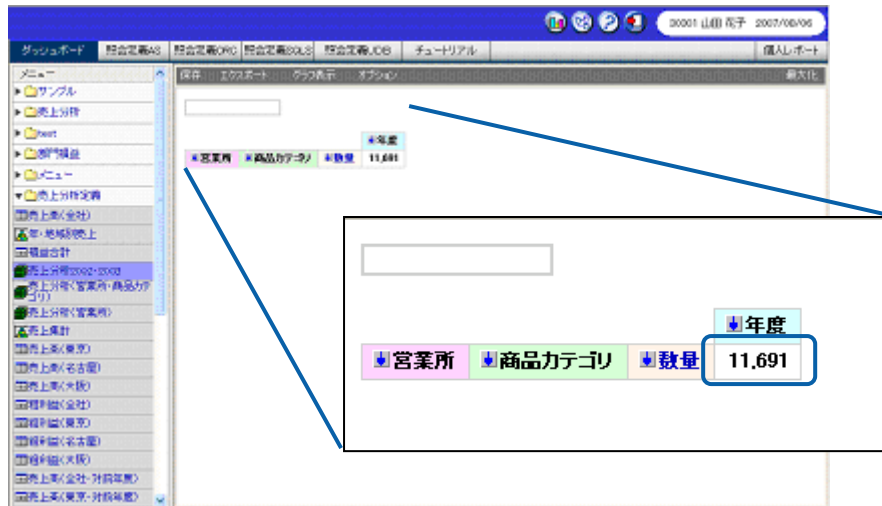 00001 山田 花子 2007/08/06
ダッシュボード 照会定義AS 照会定義ORC 照会定義SQLS 照会定義UDB チュートリアル 個人レポート
メニュー
保存 エクスポート グラフ表示 オプション 最大化
サンプル
売上分析
test
部門損益
メニュー
売上分析定義
売上高(全社)
年・地域別売上
損益合計
売上分析2002-2003
売上分析(営業所・商品カテゴリ)
売上分析(営業所)
売上集計
売上高(東京)
売上高(名古屋)
売上高(大阪)
粗利益(全社)
粗利益(東京)
粗利益(名古屋)
粗利益(大阪)
売上高(全社・対前年度)
売上高(東京・対前年度)
年度
営業所 商品カテゴリ 数量 11,691
年度
営業所 商品カテゴリ 数量 11,691